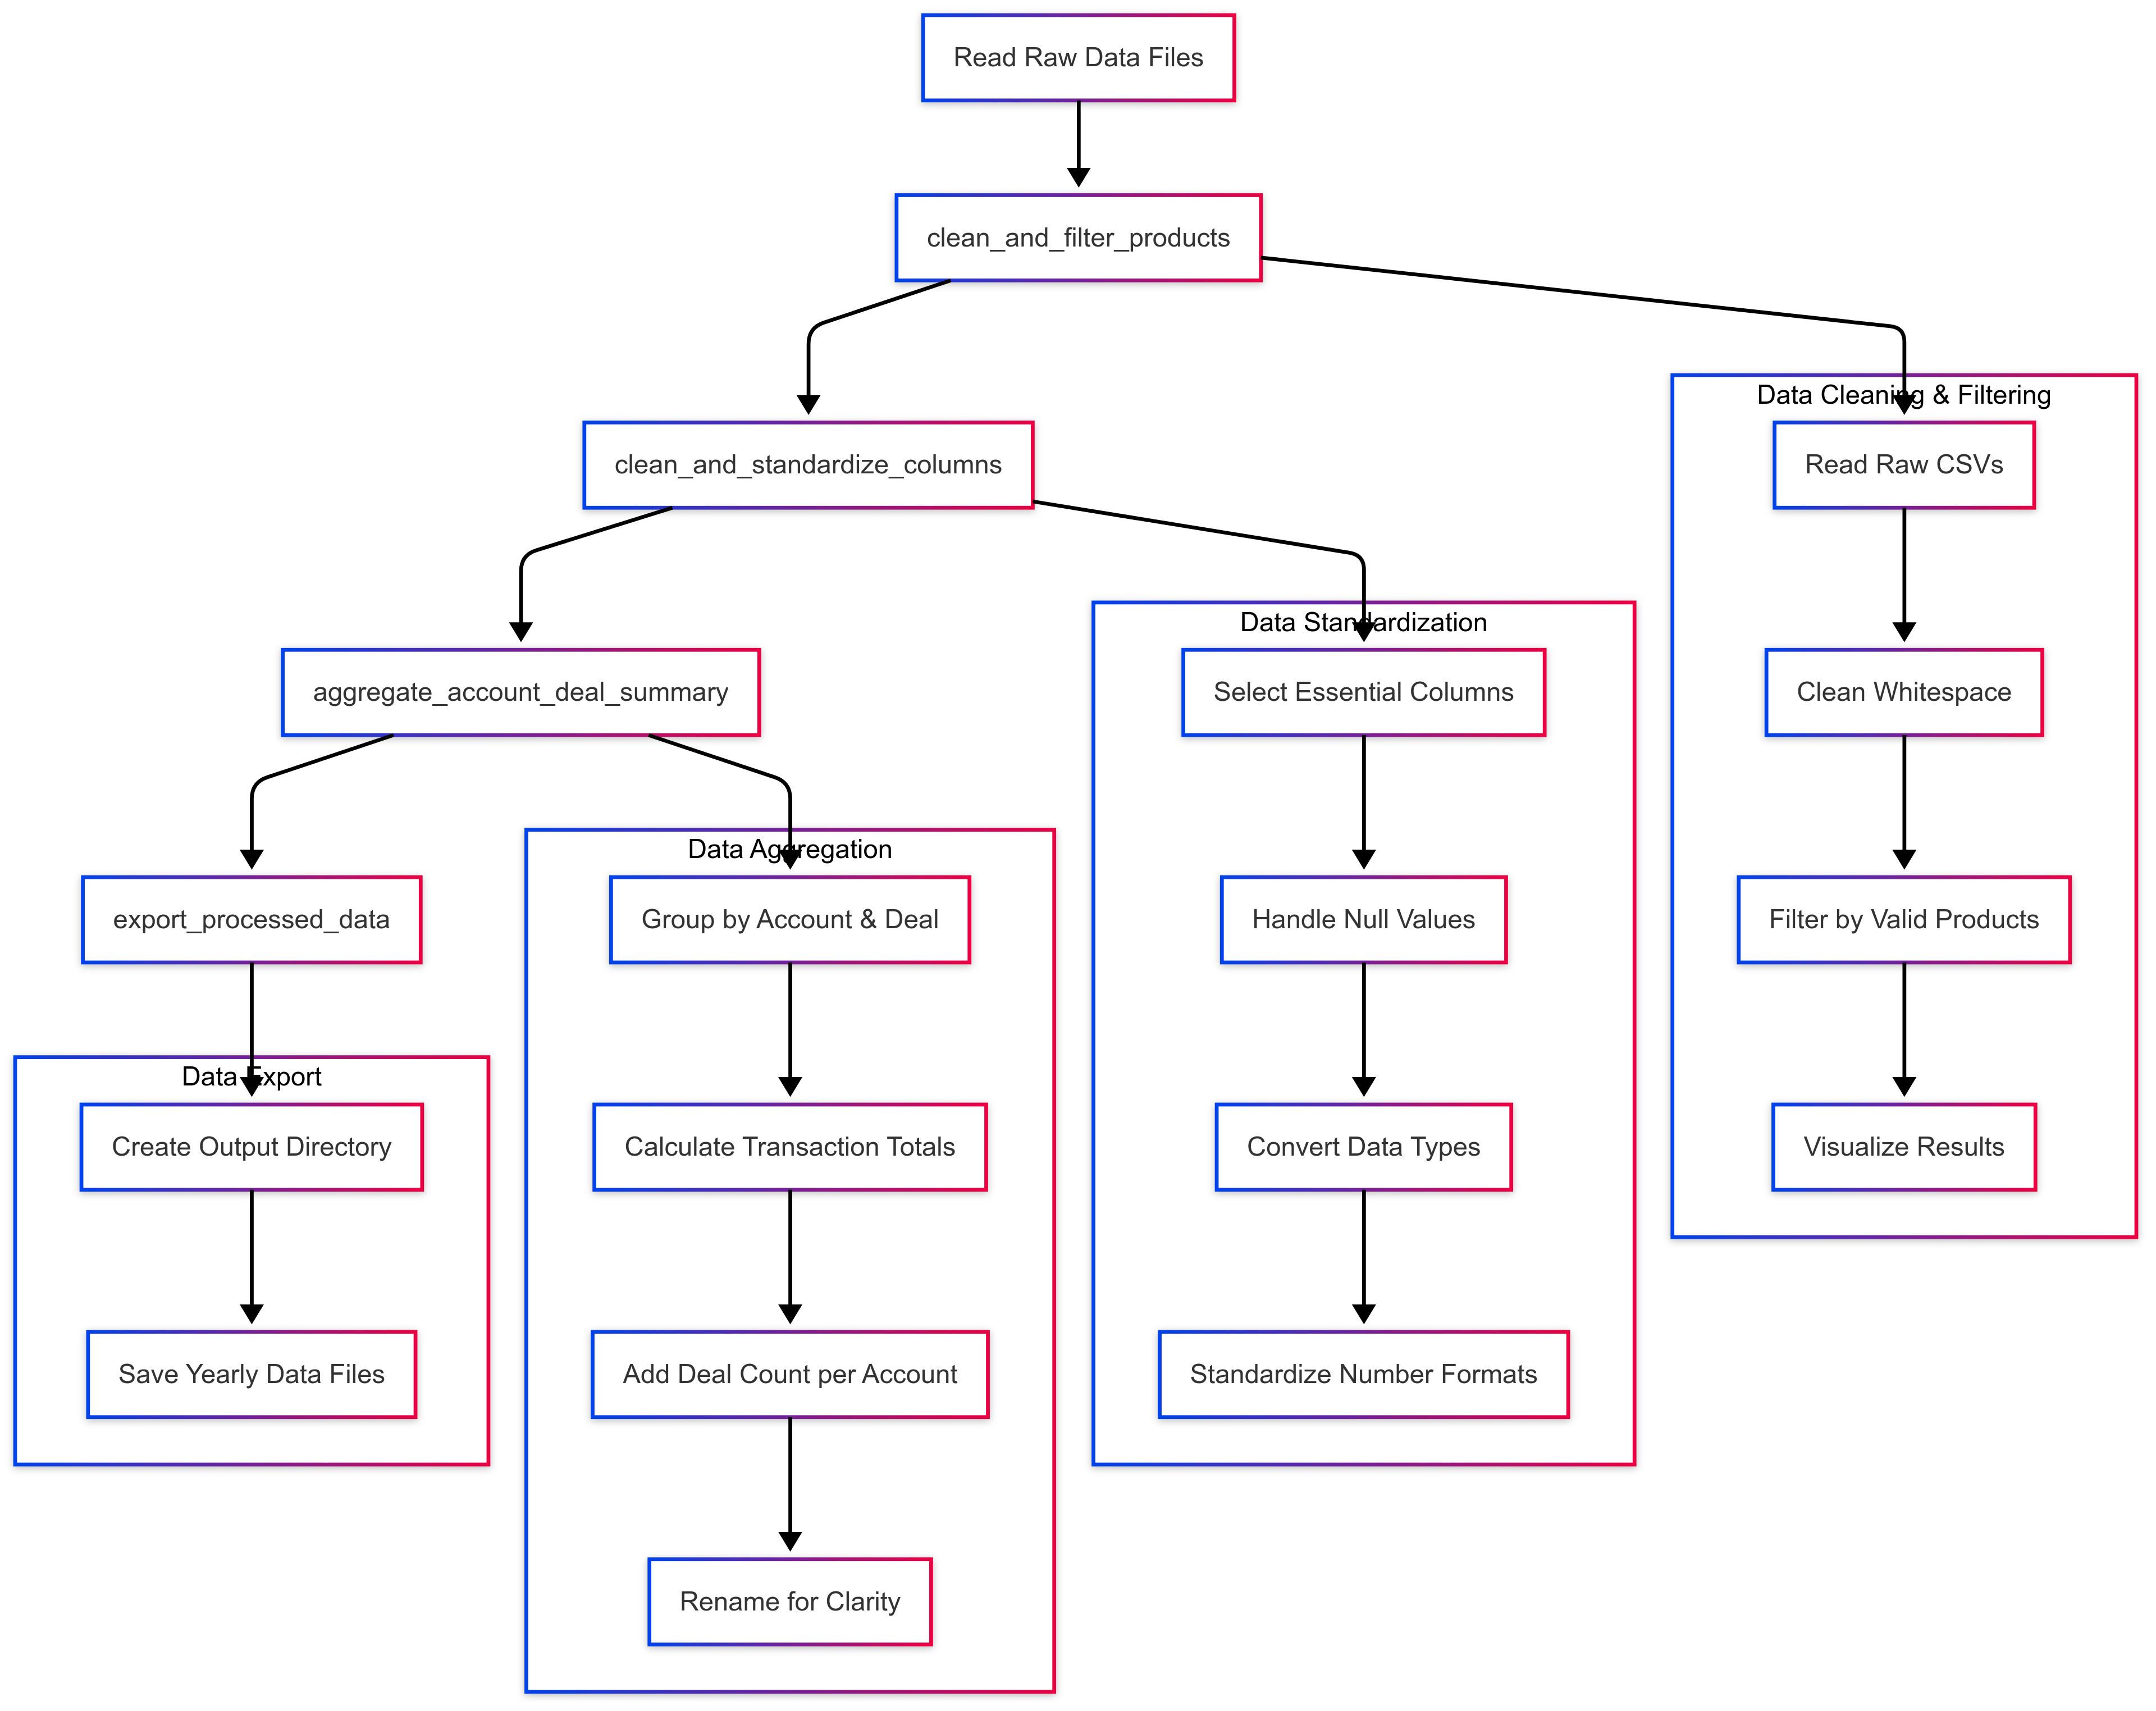 Read Raw Data Files
clean_and_filter_products
Data Cleaning & Filtering
clean_and_standardize_columns
Read Raw CSVs
Data Standardization
aggregate_account_deal_summary
Select Essential Columns
Clean Whitespace
Data Aggregation
export_processed_data
Group by Account & Deal
Handle Null Values
Filter by Valid Products
Data Export
Create Output Directory
Calculate Transaction Totals
Convert Data Types
Visualize Results
Save Yearly Data Files
Add Deal Count per Account
Standardize Number Formats
Rename for Clarity